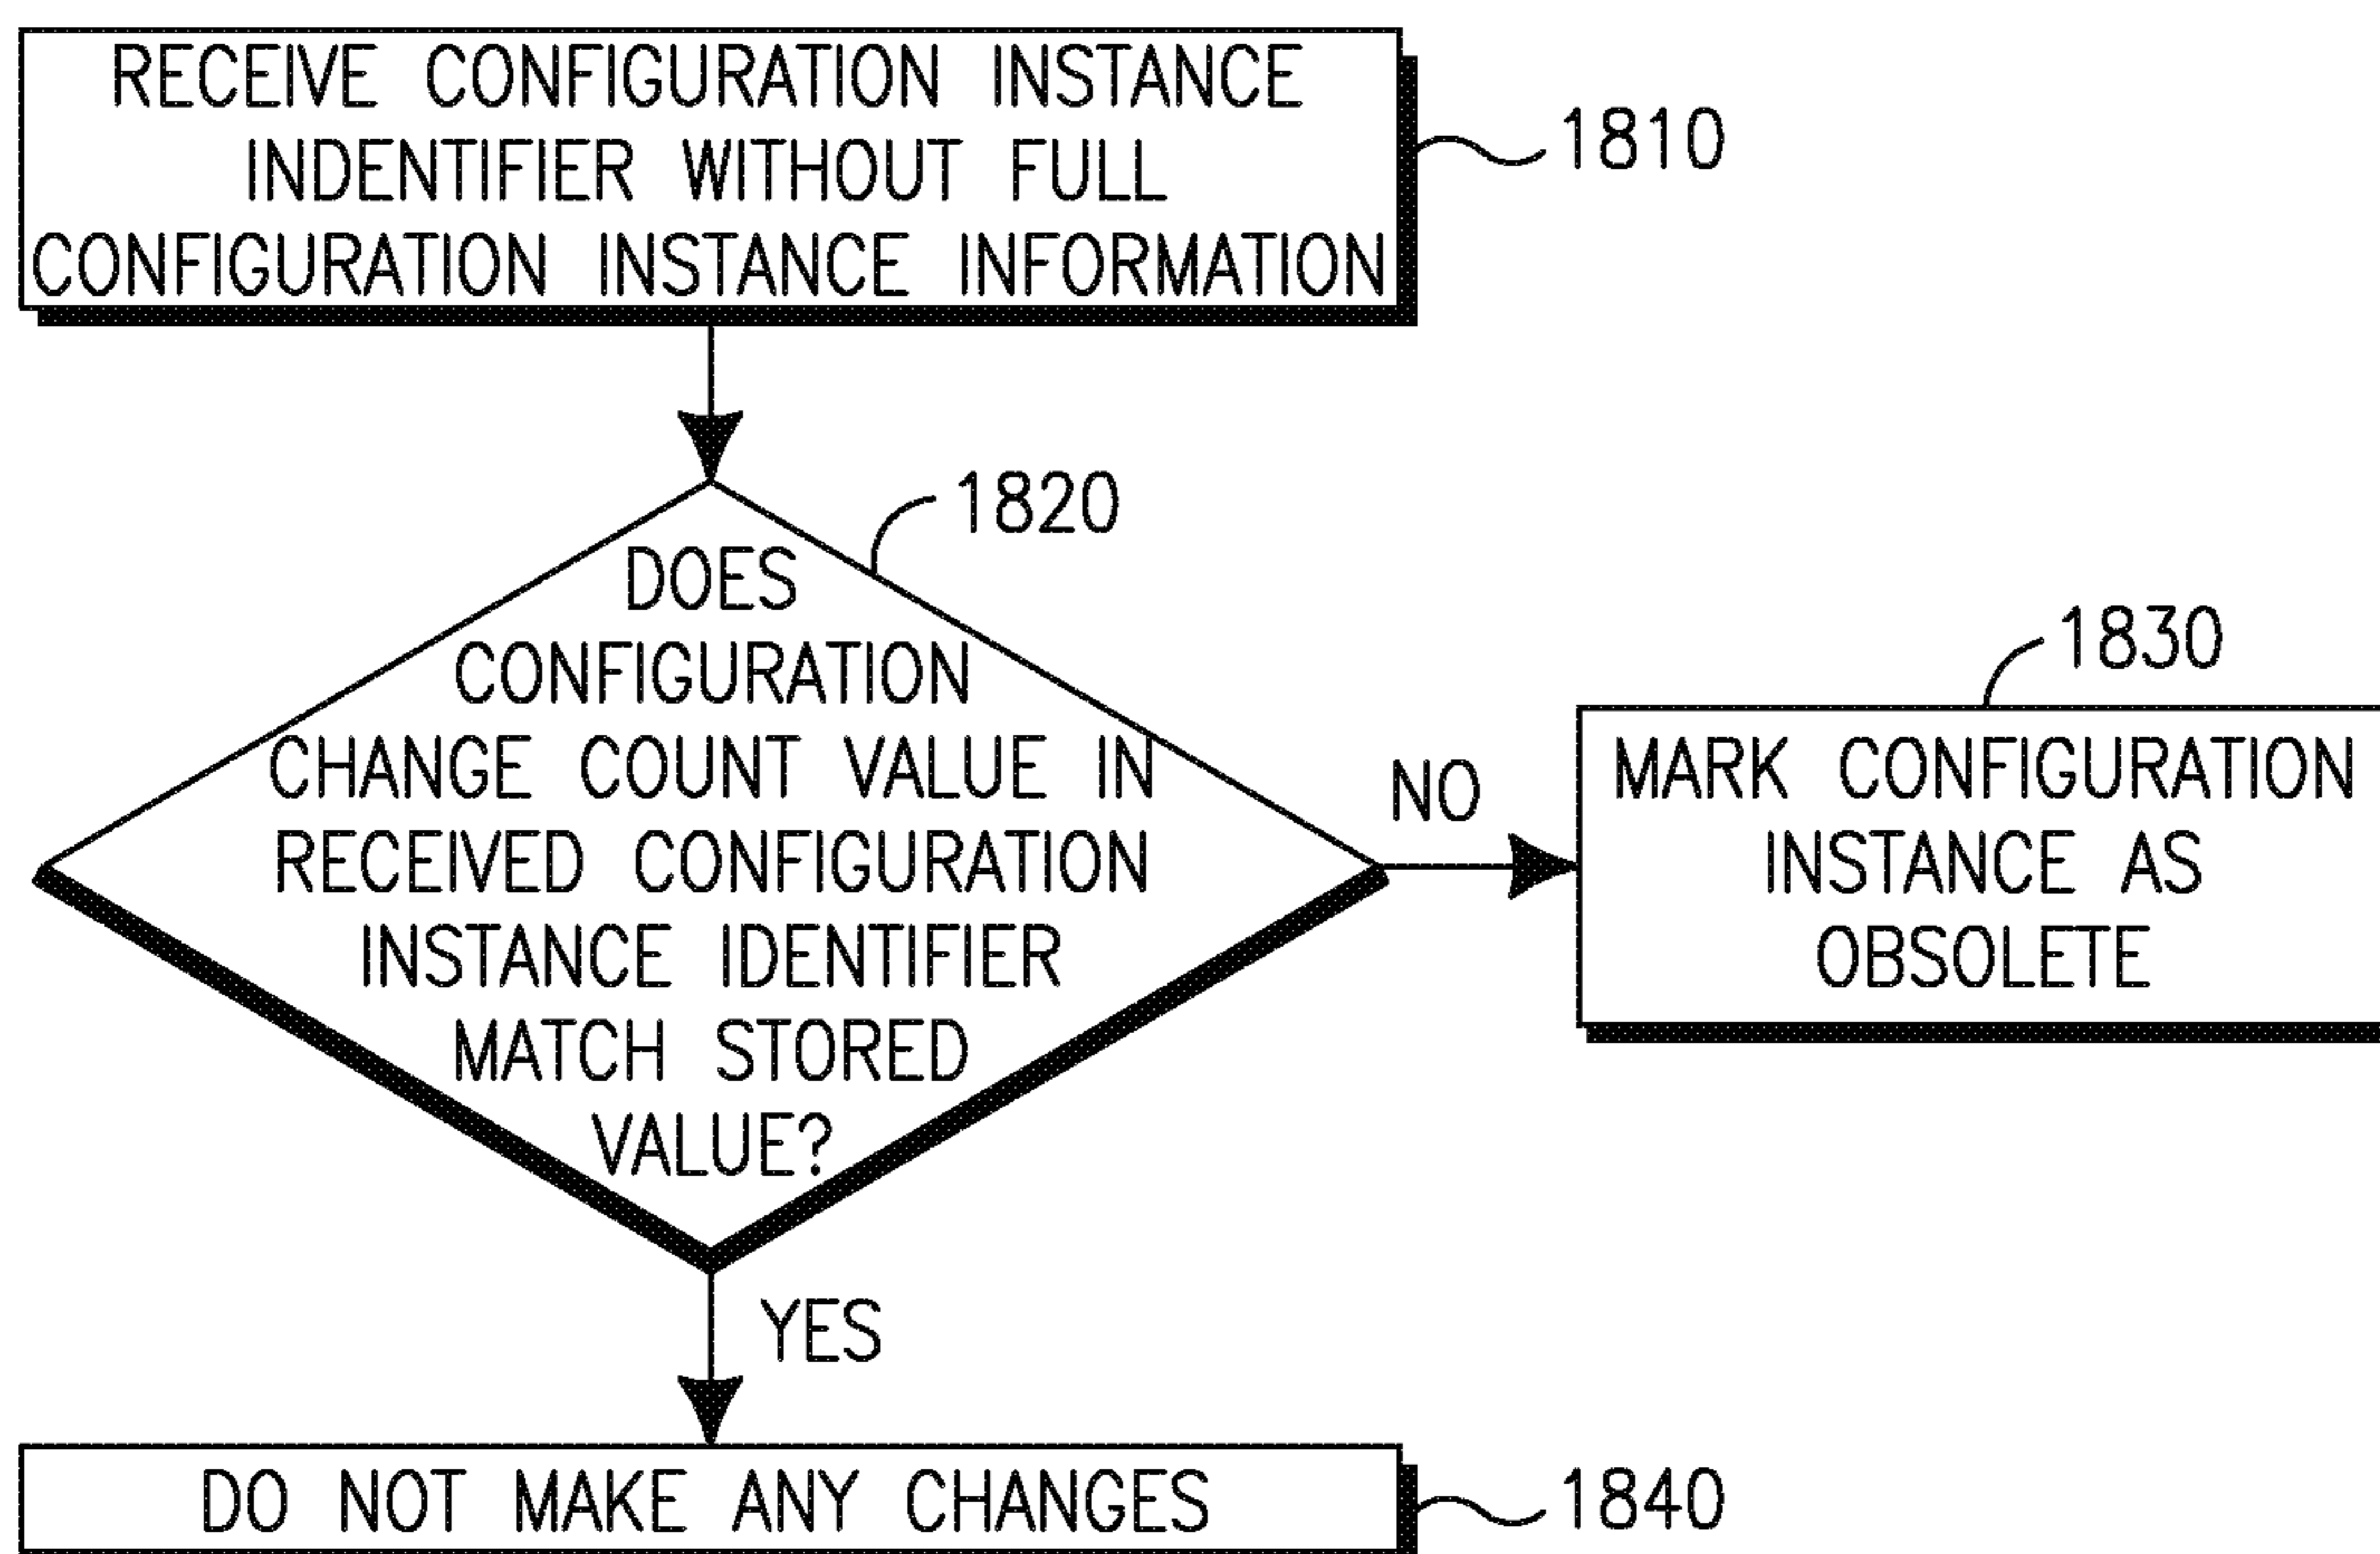 RECEIVE CONFIGURATION INSTANCE
INDENTIFIER WITHOUT FULL
CONFIGURATION INSTANCE INFORMATION
1810
1820
DOES
CONFIGURATION
CHANGE COUNT VALUE IN
RECEIVED CONFIGURATION
INSTANCE IDENTIFIER
MATCH STORED
VALUE?
NO
1830
MARK CONFIGURATION
INSTANCE AS
OBSOLETE
YES
DO NOT MAKE ANY CHANGES
1840